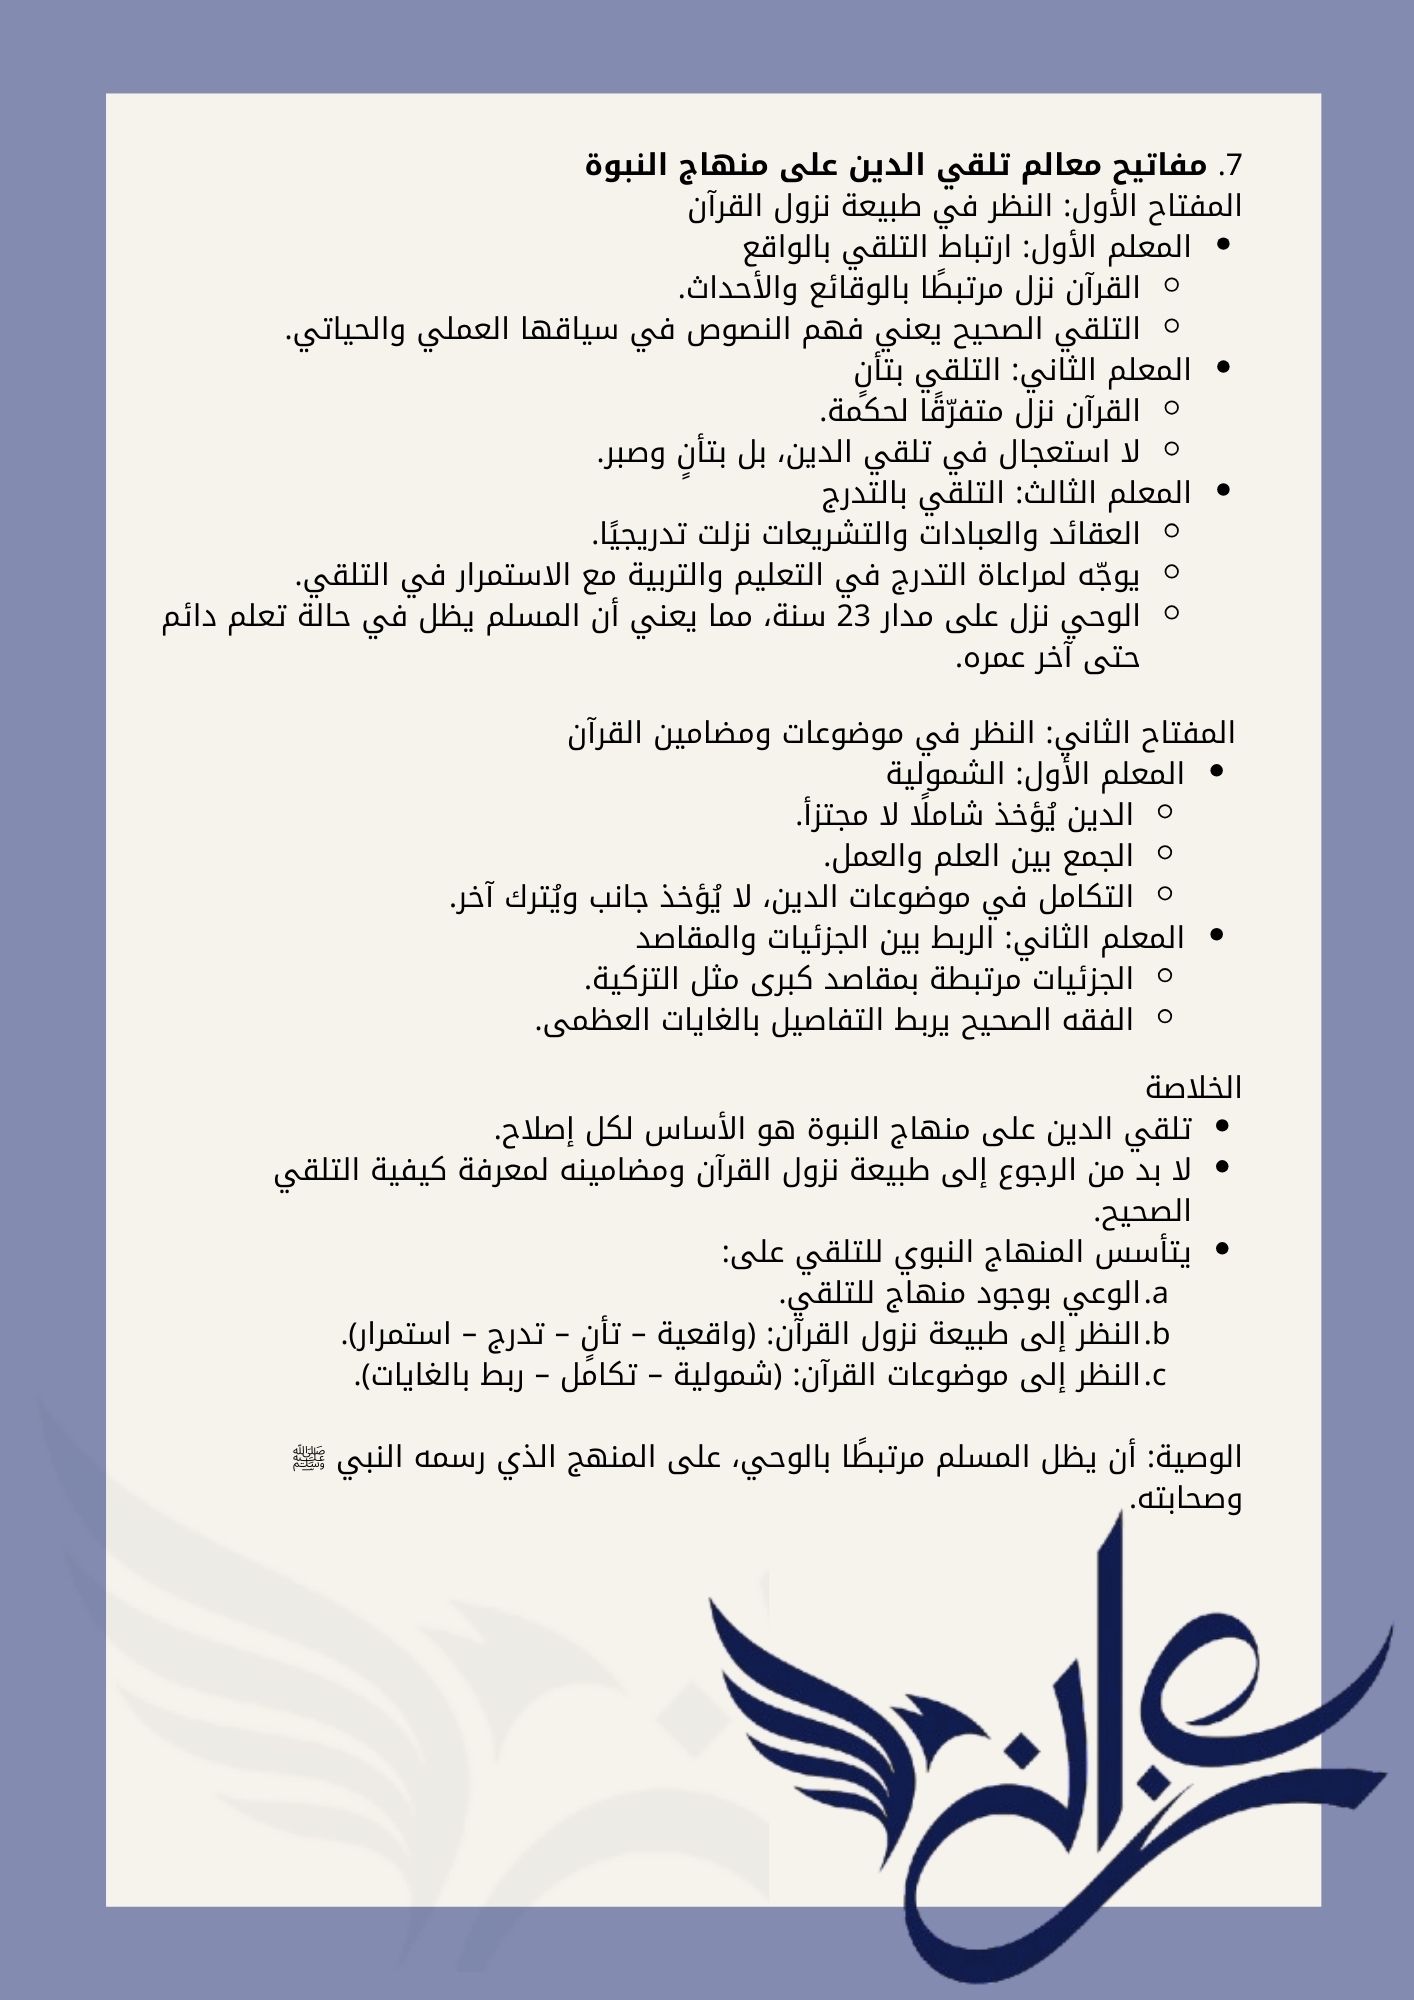 7. مفاتيح معالم تلقي الدين على منهاج النبوة
المفتاح الأول: النظر في طبيعة نزول القرآن
• المعلم الأول: ارتباط التلقي بالواقع
○ القرآن نزل مرتبطًا بالوقائع والأحداث.
○ التلقي الصحيح يعني فهم النصوص في سياقها العملي والحياتي.
• المعلم الثاني: التلقي بتأنٍ
○ القرآن نزل متفرّقًا لحكمة.
○ لا استعجال في تلقي الدين، بل بتأنٍ وصبر.
• المعلم الثالث: التلقي بالتدرج
○ العقائد والعبادات والتشريعات نزلت تدريجيًا.
○ يوجّه لمراعاة التدرج في التعليم والتربية مع الاستمرار في التلقي.
○ الوحي نزل على مدار 23 سنة، مما يعني أن المسلم يظل في حالة تعلم دائم
حتى آخر عمره.
المفتاح الثاني: النظر في موضوعات ومضامين القرآن
• المعلم الأول: الشمولية
○ الدين يُؤخذ شاملًا لا مجتزأ.
○ الجمع بين العلم والعمل.
○ التكامل في موضوعات الدين، لا يُؤخذ جانب ويُترك آخر.
• المعلم الثاني: الربط بين الجزئيات والمقاصد
○ الجزئيات مرتبطة بمقاصد كبرى مثل التزكية.
○ الفقه الصحيح يربط التفاصيل بالغايات العظمى.
الخلاصة
• تلقي الدين على منهاج النبوة هو الأساس لكل إصلاح.
• لا بد من الرجوع إلى طبيعة نزول القرآن ومضامينه لمعرفة كيفية التلقي
الصحيح.
• يتأسس المنهاج النبوي للتلقي على:
a. الوعي بوجود منهاج للتلقي.
b. النظر إلى طبيعة نزول القرآن: (واقعية – تأنٍ – تدرج – استمرار).
c. النظر إلى موضوعات القرآن: (شمولية – تكامل – ربط بالغايات).
الوصية: أن يظل المسلم مرتبطًا بالوحي، على المنهج الذي رسمه النبي ﷺ
وصحابته.